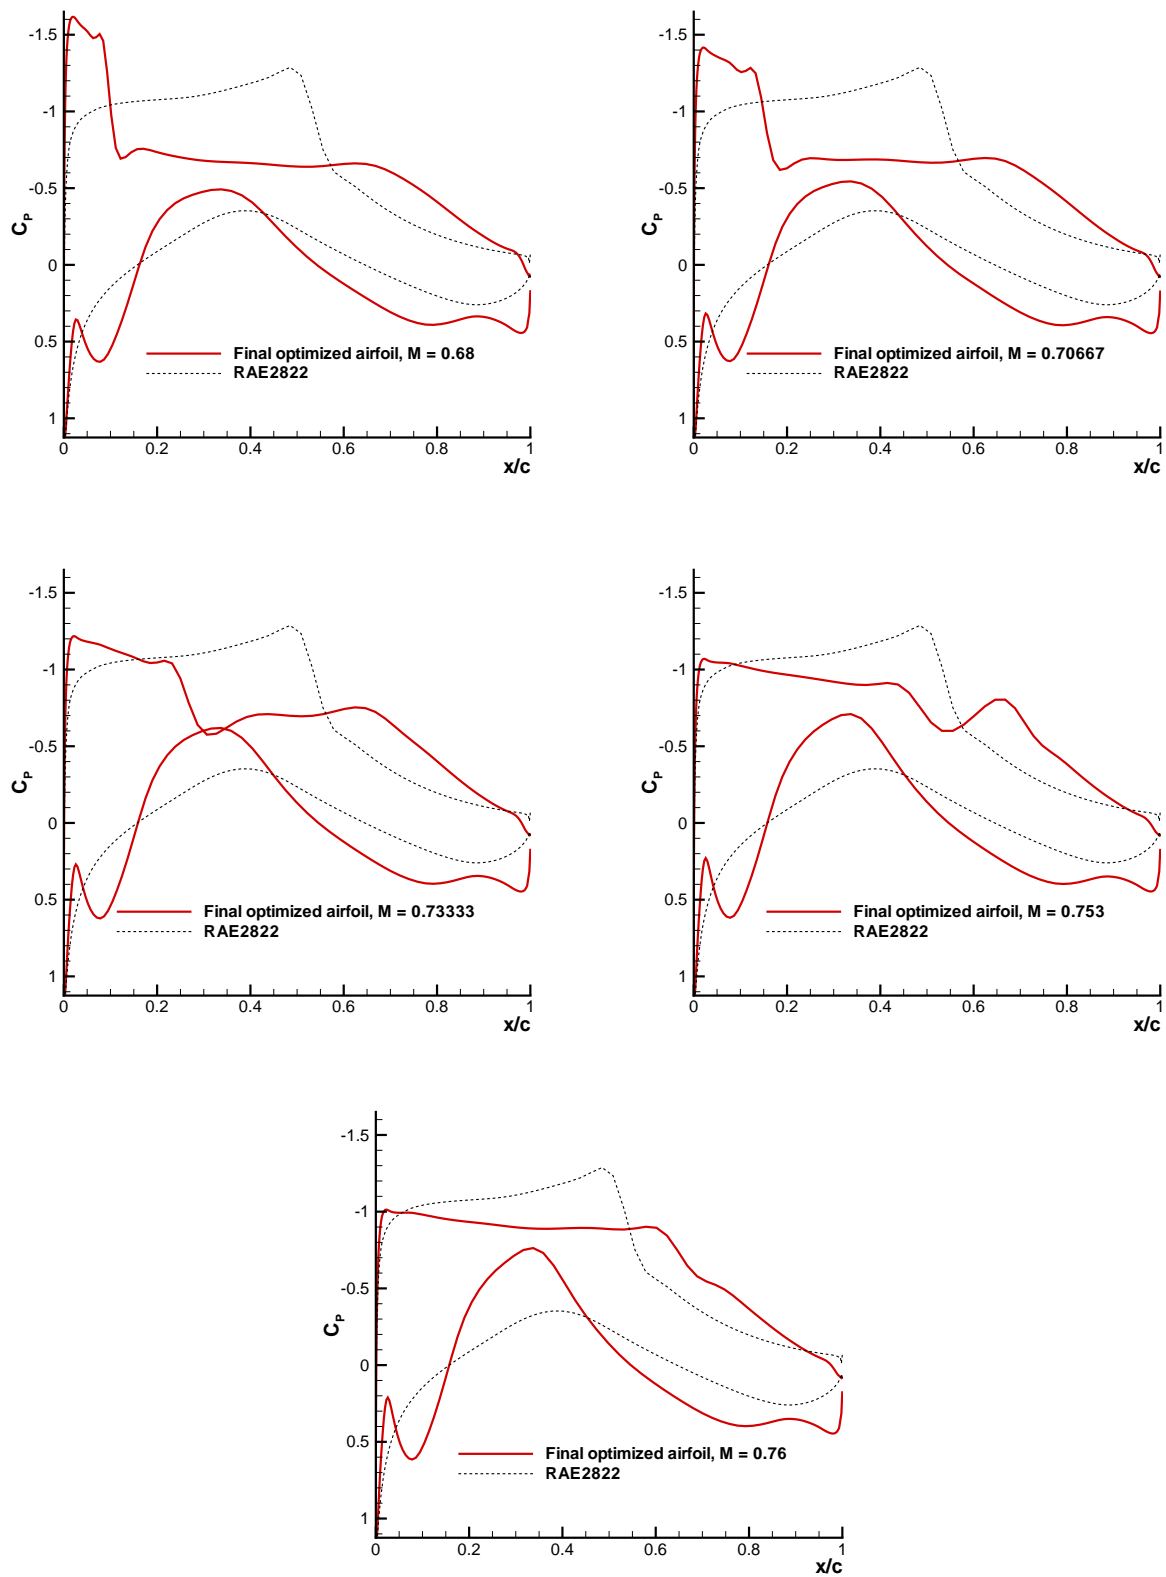 -1.5
-1
-0.5
0
0.5
1
C_P
Final optimized airfoil, M = 0.68
RAE2822
0 0.2 0.4 0.6 0.8 1
x/c
-1.5
-1
-0.5
0
0.5
1
C_P
Final optimized airfoil, M = 0.70667
RAE2822
0 0.2 0.4 0.6 0.8 1
x/c
-1.5
-1
-0.5
0
0.5
1
C_P
Final optimized airfoil, M = 0.73333
RAE2822
0 0.2 0.4 0.6 0.8 1
x/c
-1.5
-1
-0.5
0
0.5
1
C_P
Final optimized airfoil, M = 0.753
RAE2822
0 0.2 0.4 0.6 0.8 1
x/c
-1.5
-1
-0.5
0
0.5
1
C_P
Final optimized airfoil, M = 0.76
RAE2822
0 0.2 0.4 0.6 0.8 1
x/c